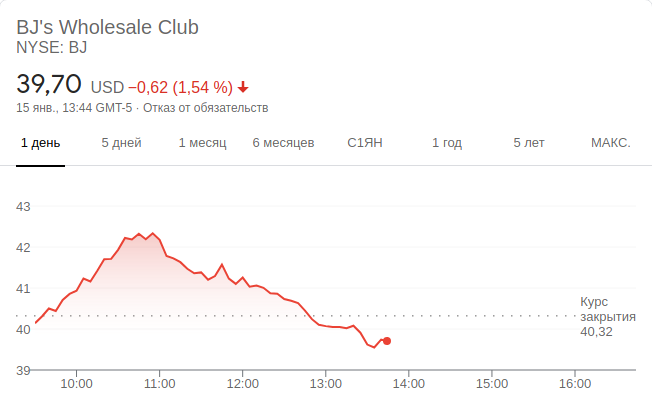 BJ's Wholesale Club
NYSE: BJ
39,70 USD −0,62 (1,54 %)
15 янв., 13:44 GMT-5 · Отказ от обязательств
1 день 5 дней 1 месяц 6 месяцев С1ЯН 1 год 5 лет МАКС.
43
42
41
Курс
закрытия
40,32
40
39
10:00 11:00 12:00 13:00 14:00 15:00 16:00